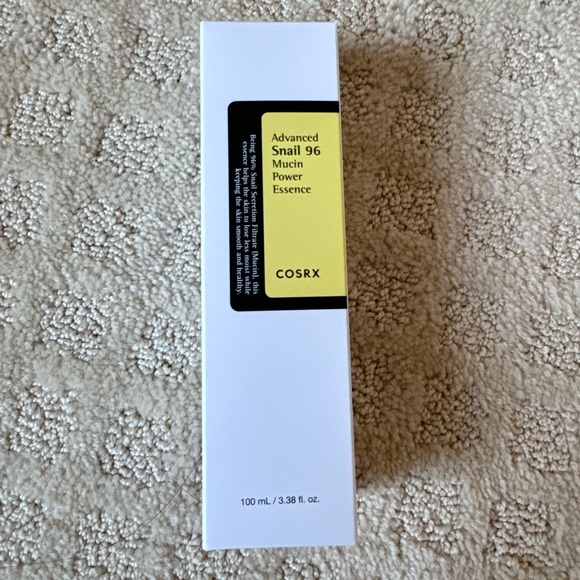 Advanced
Snail 96
Mucin
Power
Essence
COSRX
Being 96% Snail Secretion Filtrate (Mucin), this
essence helps the skin to lose less moist while
keeping the skin smooth and healthy.
100 mL / 3.38 fl. oz.